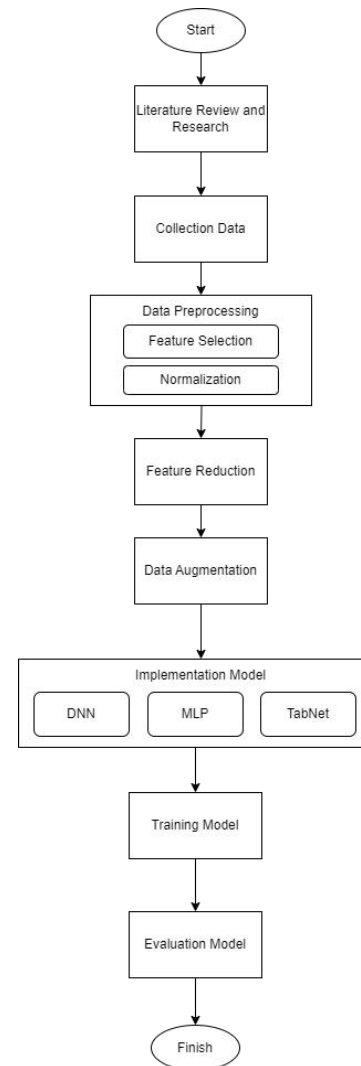 Start
Literature Review and
Research
Collection Data
Data Preprocessing
Feature Selection
Normalization
Feature Reduction
Data Augmentation
Implementation Model
DNN
MLP
TabNet
Training Model
Evaluation Model
Finish